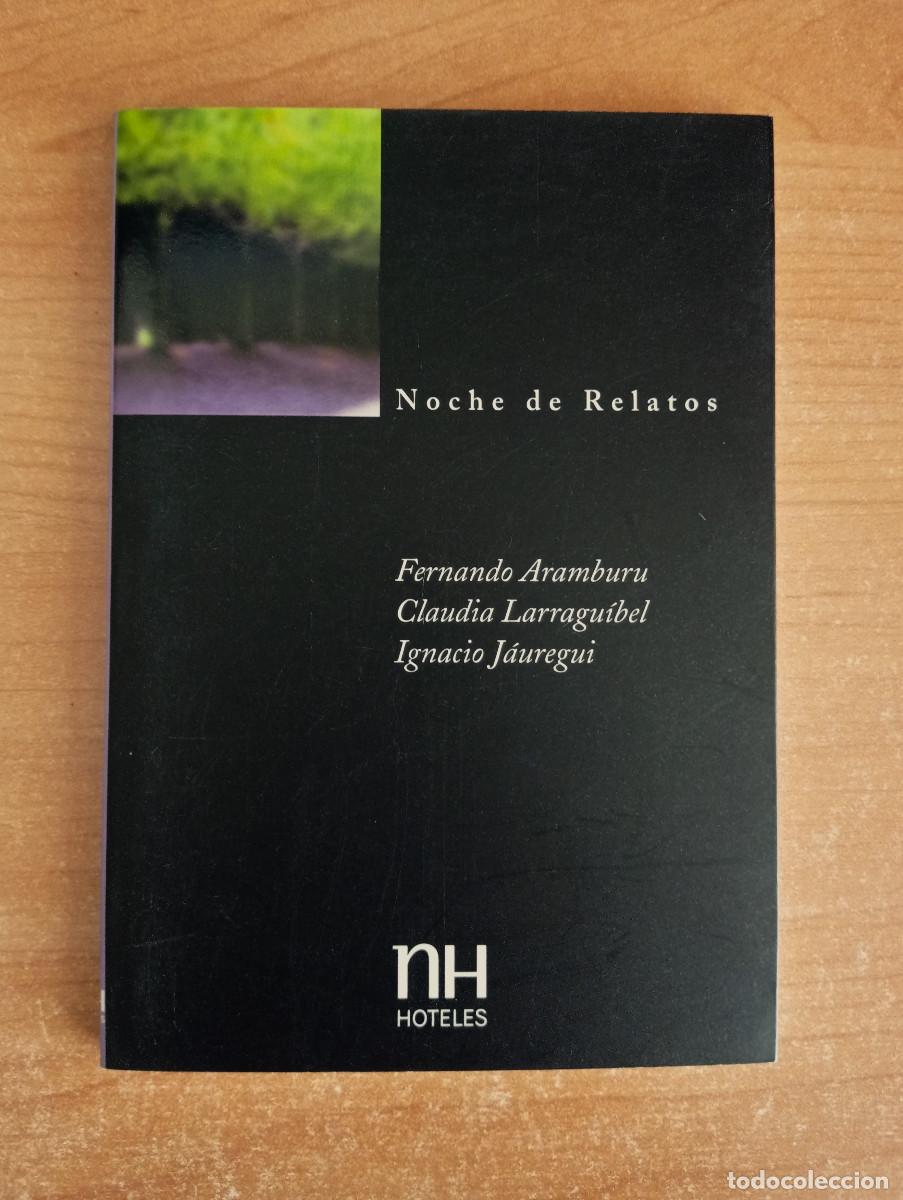 Noche de Relatos
Fernando Aramburu
Claudia Larraguíbel
Ignacio Jáuregui
nH
HOTELES
todocoleccion